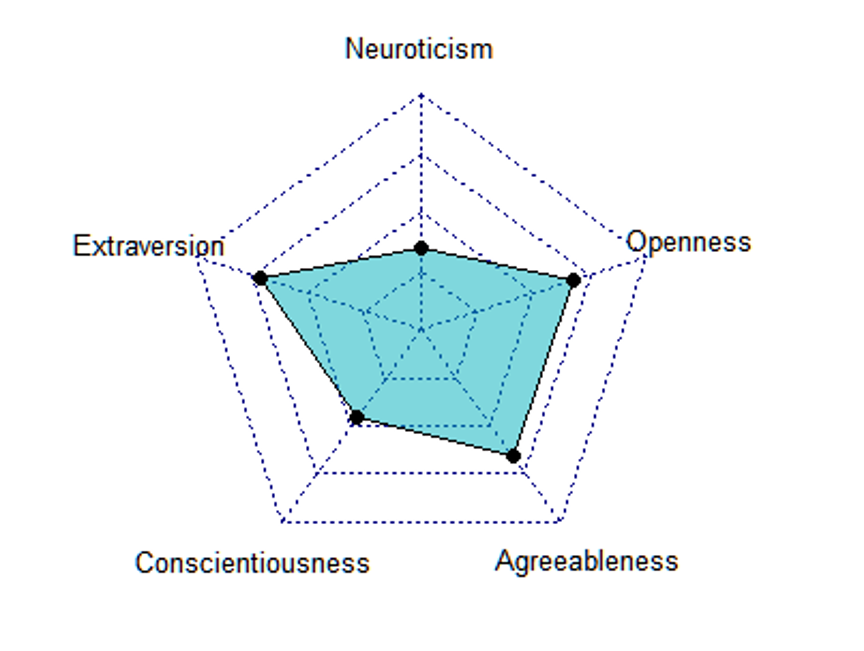 Neuroticism
Extraversion
Openness
Conscientiousness
Agreeableness